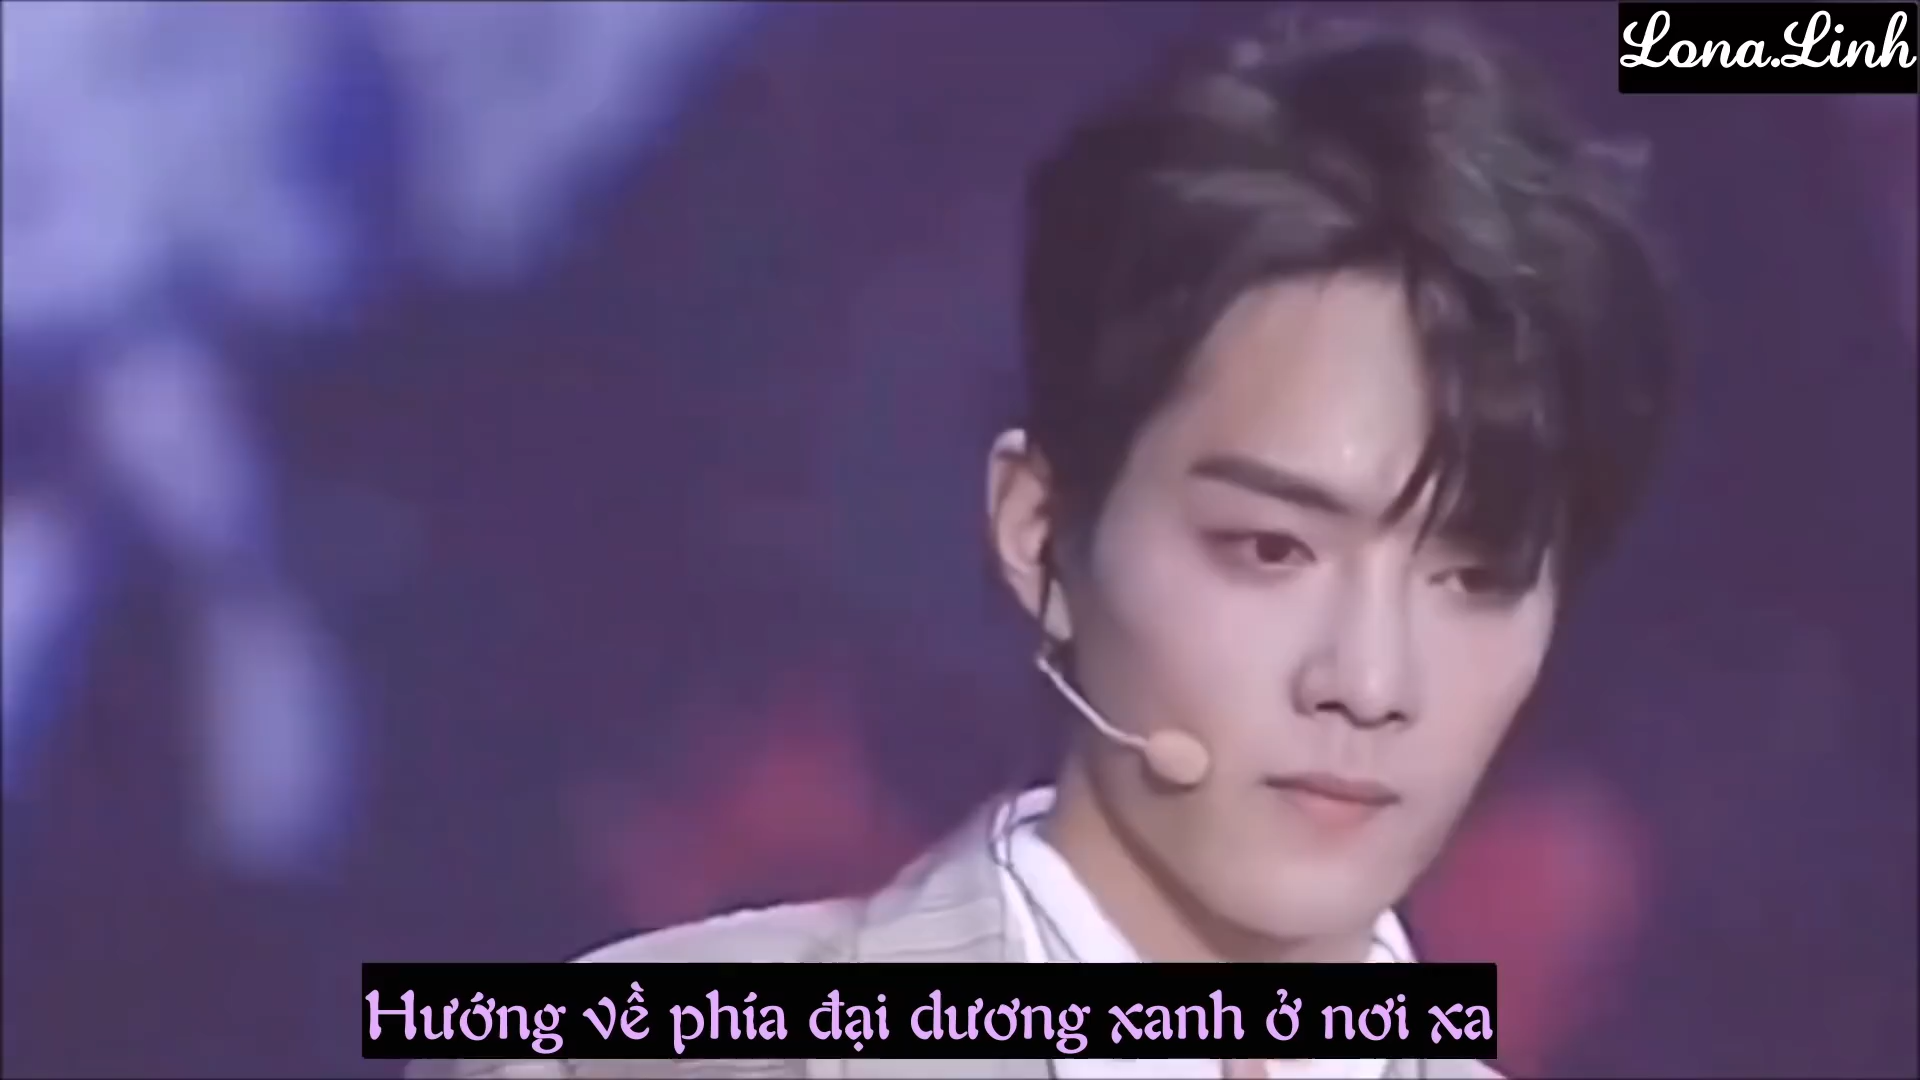 Lona.Linh
Hướng về phía đại dương xanh ở nơi xa